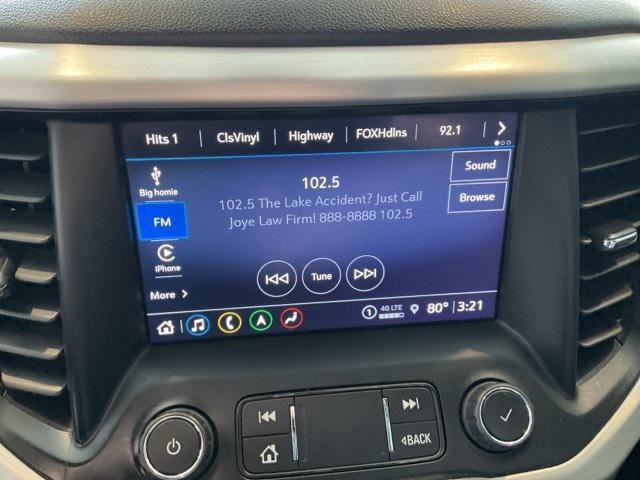 Hits 1 ClsVinyl Highway FOXHdlns 92.1
Big homie
FM
iPhone
More
102.5
102.5 The Lake Accident? Just Call
Joye Law Firm! 888-8888 102.5
Sound
Browse
Tune
1 4G LTE 80° 3:21
BACK